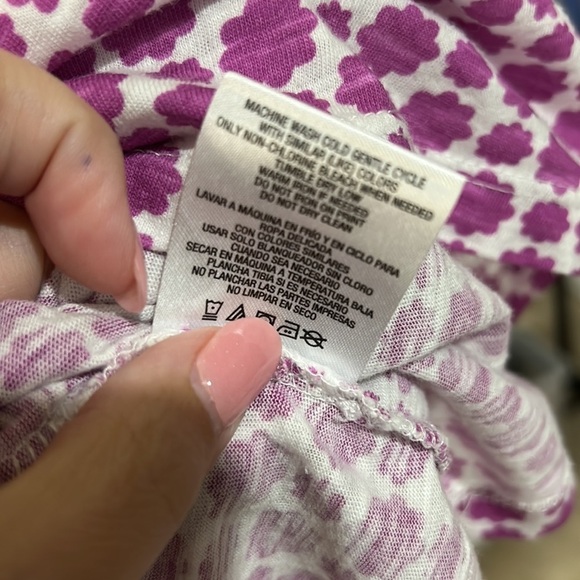 MACHINE WASH COLD GENTLE CYCLE
WITH SIMILAR (LIKE) COLORS
ONLY NON-CHLORINE BLEACH WHEN NEEDED
TUMBLE DRY LOW
WARM IRON IF NEEDED
DO NOT IRON ON PRINT
DO NOT DRY CLEAN
LAVAR A MÁQUINA EN FRÍO Y EN CICLO PARA
ROPA DELICADA
CON COLORES SIMILARES
USAR SOLO BLANQUEADOR SIN CLORO
CUANDO SEA NECESARIO
SECAR EN MÁQUINA A TEMPERATURA BAJA
PLANCHA TIBIA SI ES NECESARIO
NO PLANCHAR LAS PARTES IMPRESAS
NO LIMPIAR EN SECO